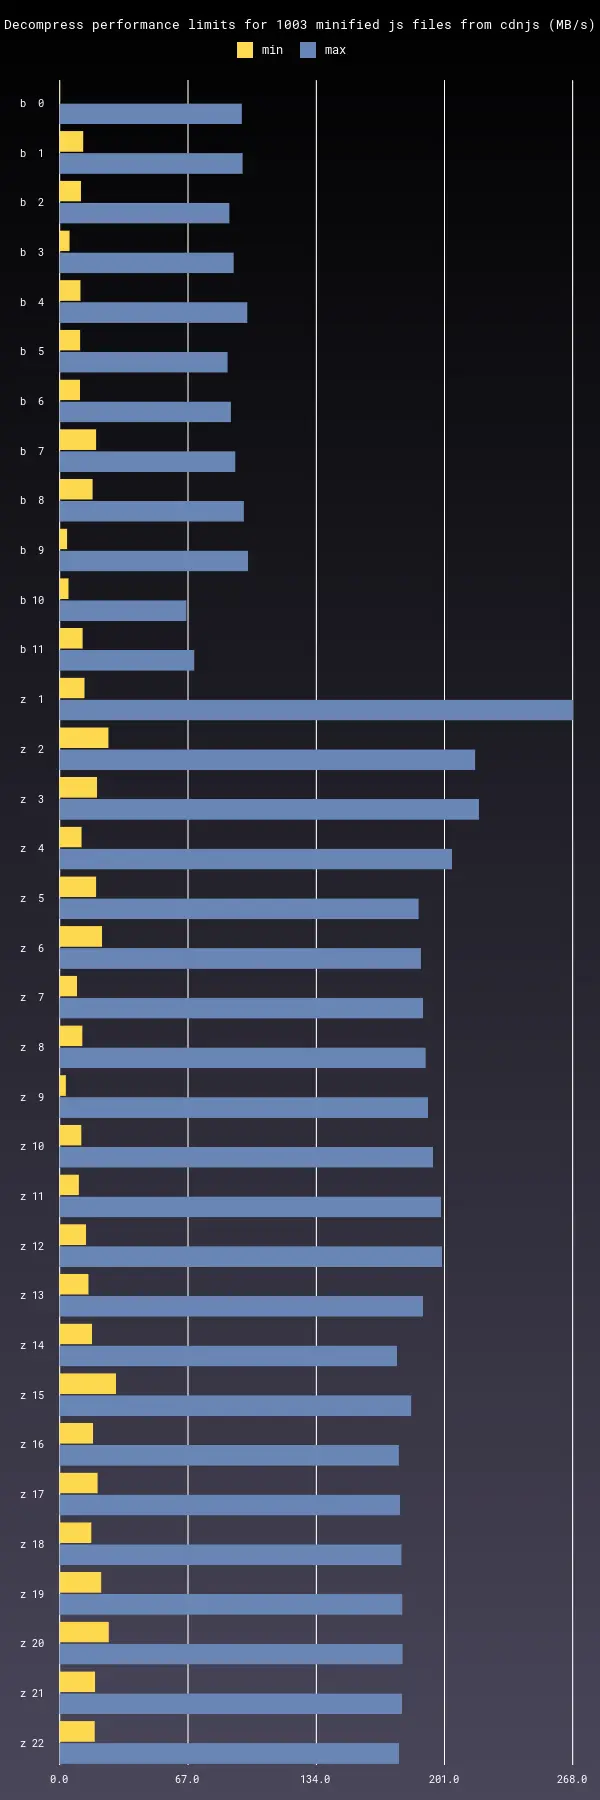 Decompress performance limits for 1003 minified js files from cdnjs (MB/s)
min max
b 0
b 1
b 2
b 3
b 4
b 5
b 6
b 7
b 8
b 9
b 10
b 11
z 1
z 2
z 3
z 4
z 5
z 6
z 7
z 8
z 9
z 10
z 11
z 12
z 13
z 14
z 15
z 16
z 17
z 18
z 19
z 20
z 21
z 22
0.0 67.0 134.0 201.0 268.0